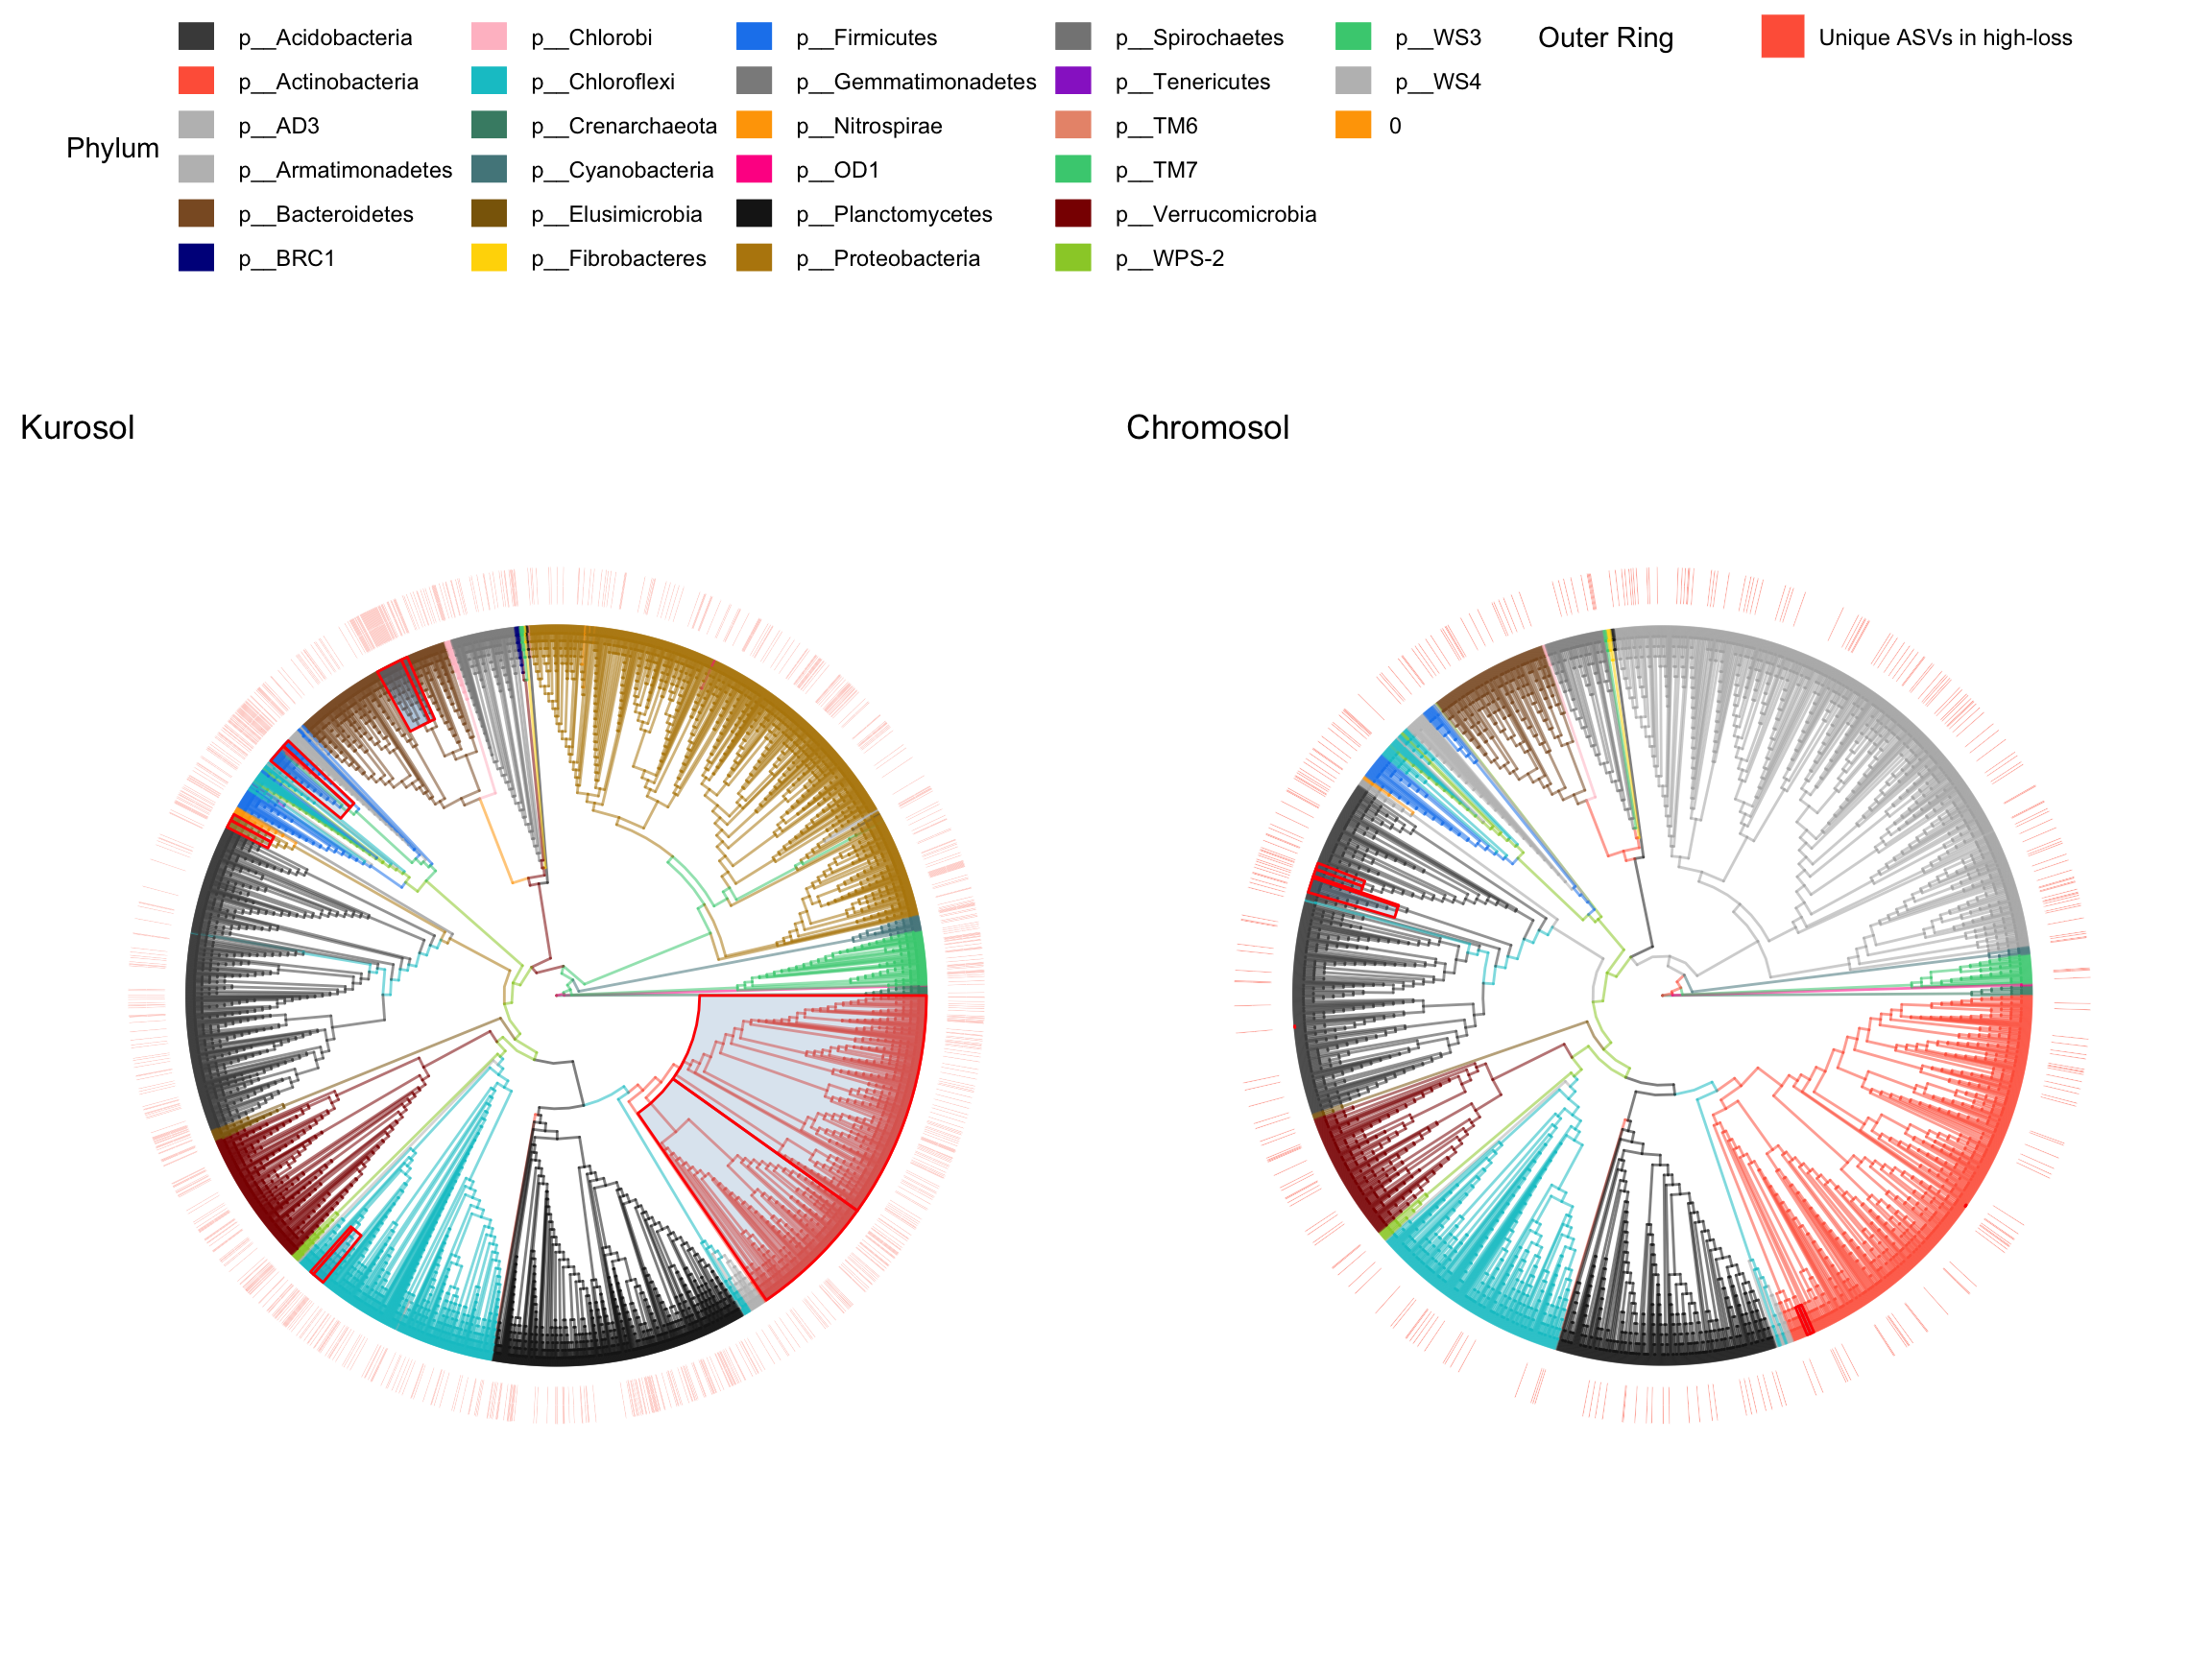 Phylum
p__Acidobacteria
p__Actinobacteria
p__AD3
p__Armatimonadetes
p__Bacteroidetes
p__BRC1
p__Chlorobi
p__Chloroflexi
p__Crenarchaeota
p__Cyanobacteria
p__Elusimicrobia
p__Fibrobacteres
p__Firmicutes
p__Gemmatimonadetes
p__Nitrospirae
p__OD1
p__Planctomycetes
p__Proteobacteria
p__Spirochaetes
p__Tenericutes
p__TM6
p__TM7
p__Verrucomicrobia
p__WPS-2
p__WS3
p__WS4
0
Outer Ring
Unique ASVs in high-loss
Kurosol
Chromosol